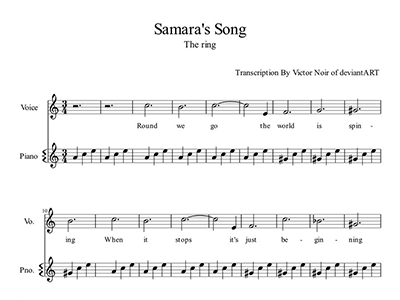 Samara's Song
The ring
Transcription By Victor Noir of deviantART
Voice
Round we go the world is spin-
Piano
10
Vo.
ing When it stops it's just be - gin - ning
Pno.